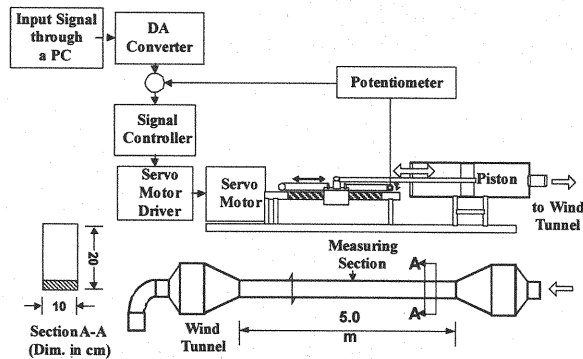 Input Signal
through
a PC
DA
Converter
Potentiometer
Signal
Controller
Servo
Motor
Driver
Servo
Motor
Piston
to Wind
Tunnel
Measuring
Section
A
A
20
10
Section A-A
(Dim. in cm)
Wind
Tunnel
5.0
m